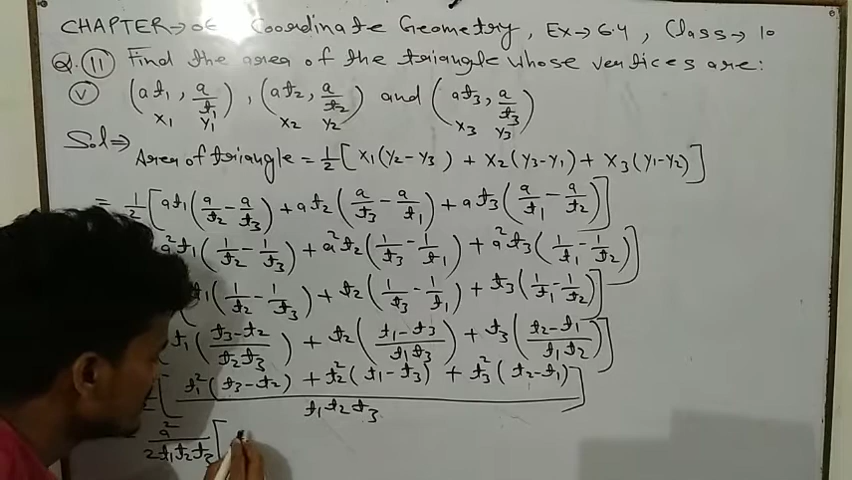 CHAPTER→06 Coordinate Geometry, Ex→6.4, Class→10
Q.11 Find the area of the triangle whose vertices are:
(v) (at₁, a/t₁), (at₂, a/t₂) and (at₃, a/t₃)
x₁ y₁ x₂ y₂ x₃ y₃
Sol⇒
Area of triangle = 1/2 [x₁(y₂-y₃) + x₂(y₃-y₁) + x₃(y₁-y₂)]
= 1/2 [at₁(a/t₂ - a/t₃) + at₂(a/t₃ - a/t₁) + at₃(a/t₁ - a/t₂)]
a²t₁(1/t₂ - 1/t₃) + a²t₂(1/t₃ - 1/t₁) + a²t₃(1/t₁ - 1/t₂)]
t₁(1/t₂ - 1/t₃) + t₂(1/t₃ - 1/t₁) + t₃(1/t₁ - 1/t₂)]
t₁(t₃-t₂/t₂t₃) + t₂(t₁-t₃/t₁t₃) + t₃(t₂-t₁/t₁t₂)]
[t₁²(t₃-t₂) + t₂²(t₁-t₃) + t₃²(t₂-t₁)/t₁t₂t₃]
a²/2t₁t₂t₃ [